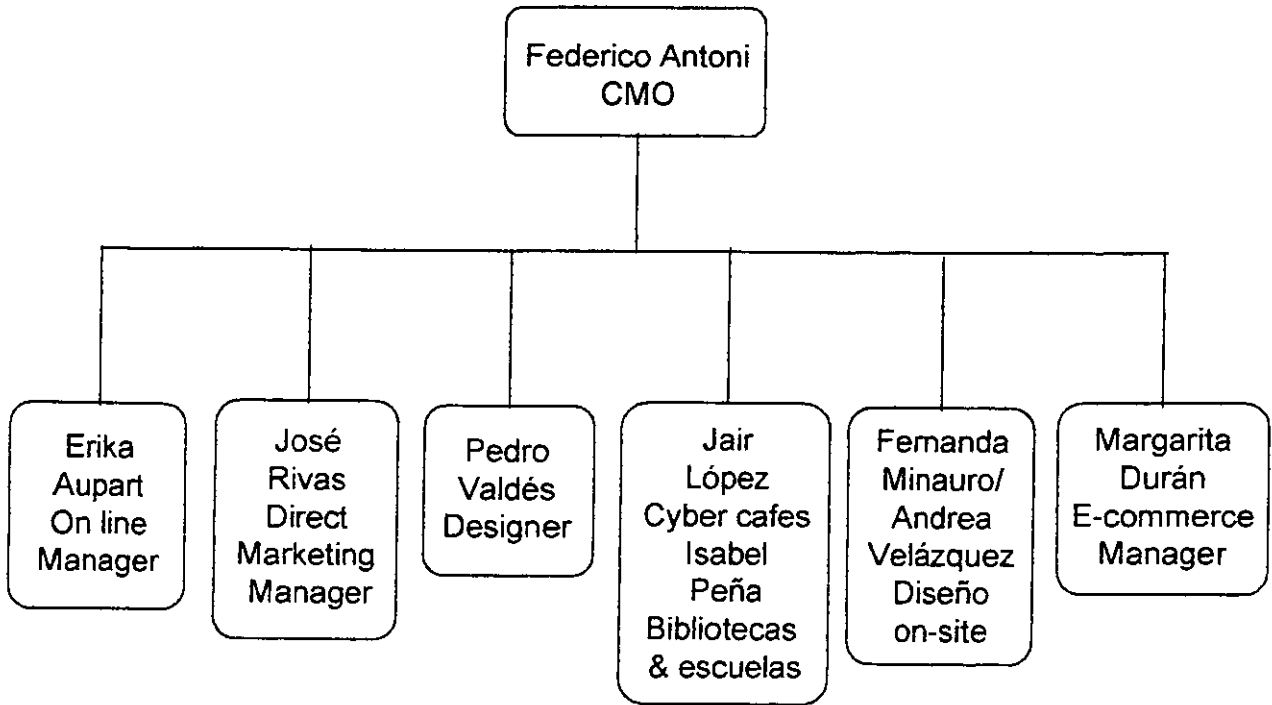 Federico Antoni
CMO
Erika
Aupart
On line
Manager
José
Rivas
Direct
Marketing
Manager
Pedro
Valdés
Designer
Jair
López
Cyber cafes
Isabel
Peña
Bibliotecas
& escuelas
Fernanda
Minauro/
Andrea
Velázquez
Diseño
on-site
Margarita
Durán
E-commerce
Manager